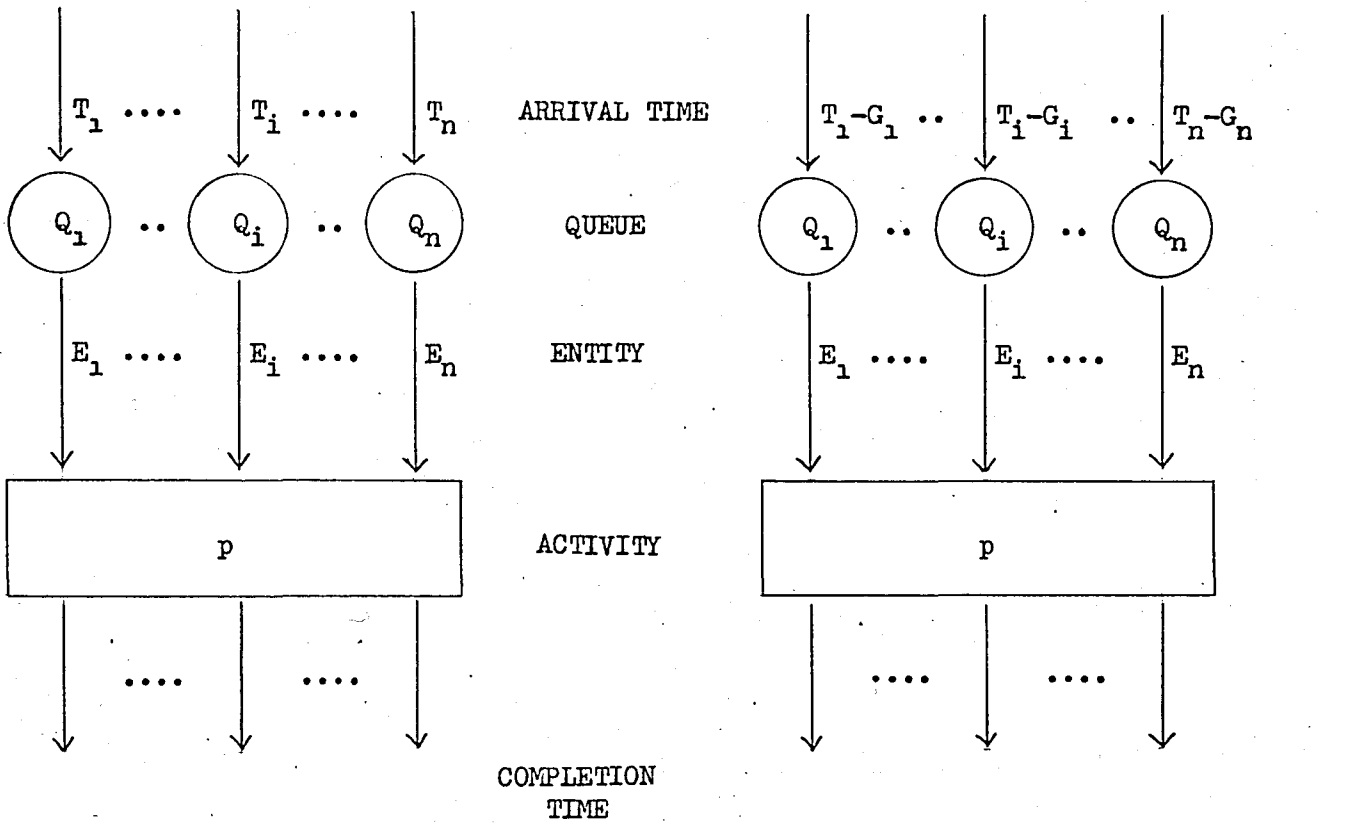 T₁ •••• Tᵢ •••• Tₙ ARRIVAL TIME T₁-G₁ •• Tᵢ-Gᵢ •• Tₙ-Gₙ
Q₁ •• Qᵢ •• Qₙ QUEUE Q₁ •• Qᵢ •• Qₙ
E₁ •••• Eᵢ •••• Eₙ ENTITY E₁ •••• Eᵢ •••• Eₙ
p ACTIVITY p
•••• •••• •••• ••••
COMPLETION
TIME